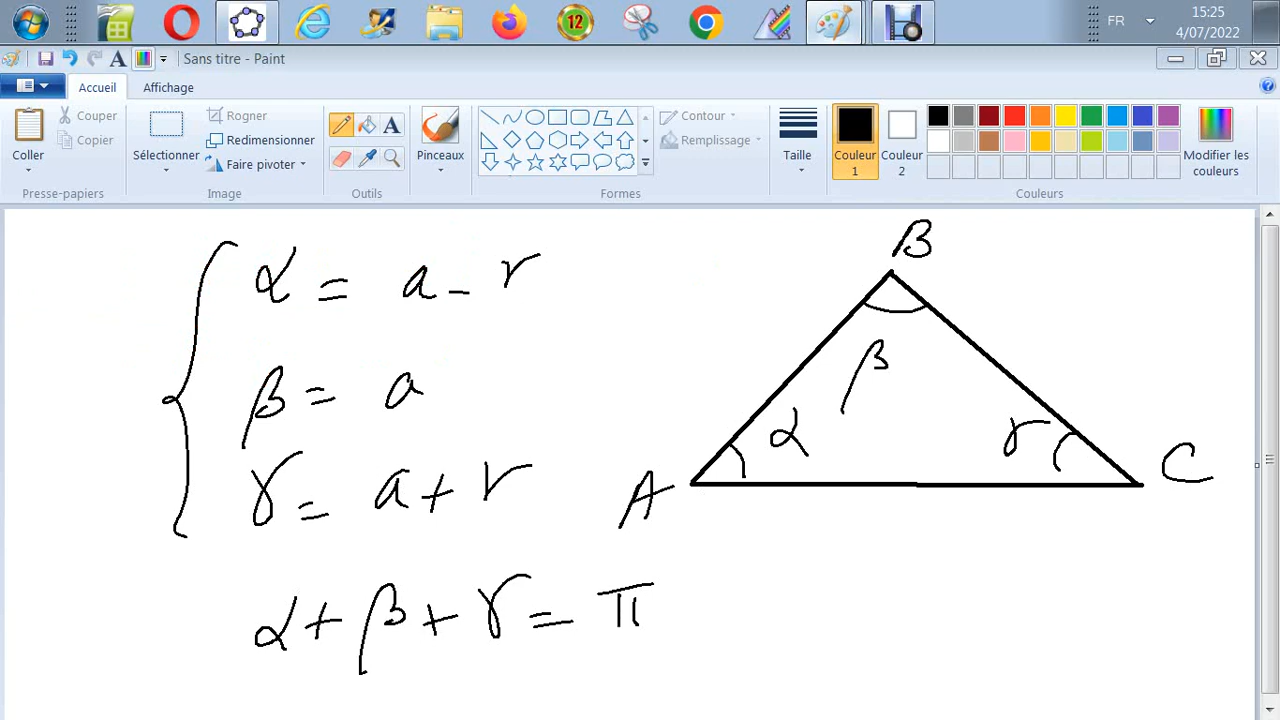 12
FR
15:25
4/07/2022
Sans titre - Paint
Accueil
Affichage
Coller
Couper
Copier
Presse-papiers
Sélectionner
Rogner
Redimensionner
Faire pivoter
Image
A
Outils
Pinceaux
Contour
Remplissage
Formes
Taille
Couleur 1
Couleur 2
Modifier les couleurs
Couleurs
α = a - r
β = a
γ = a + r
α + β + γ = π
B
β
α
γ
A
C